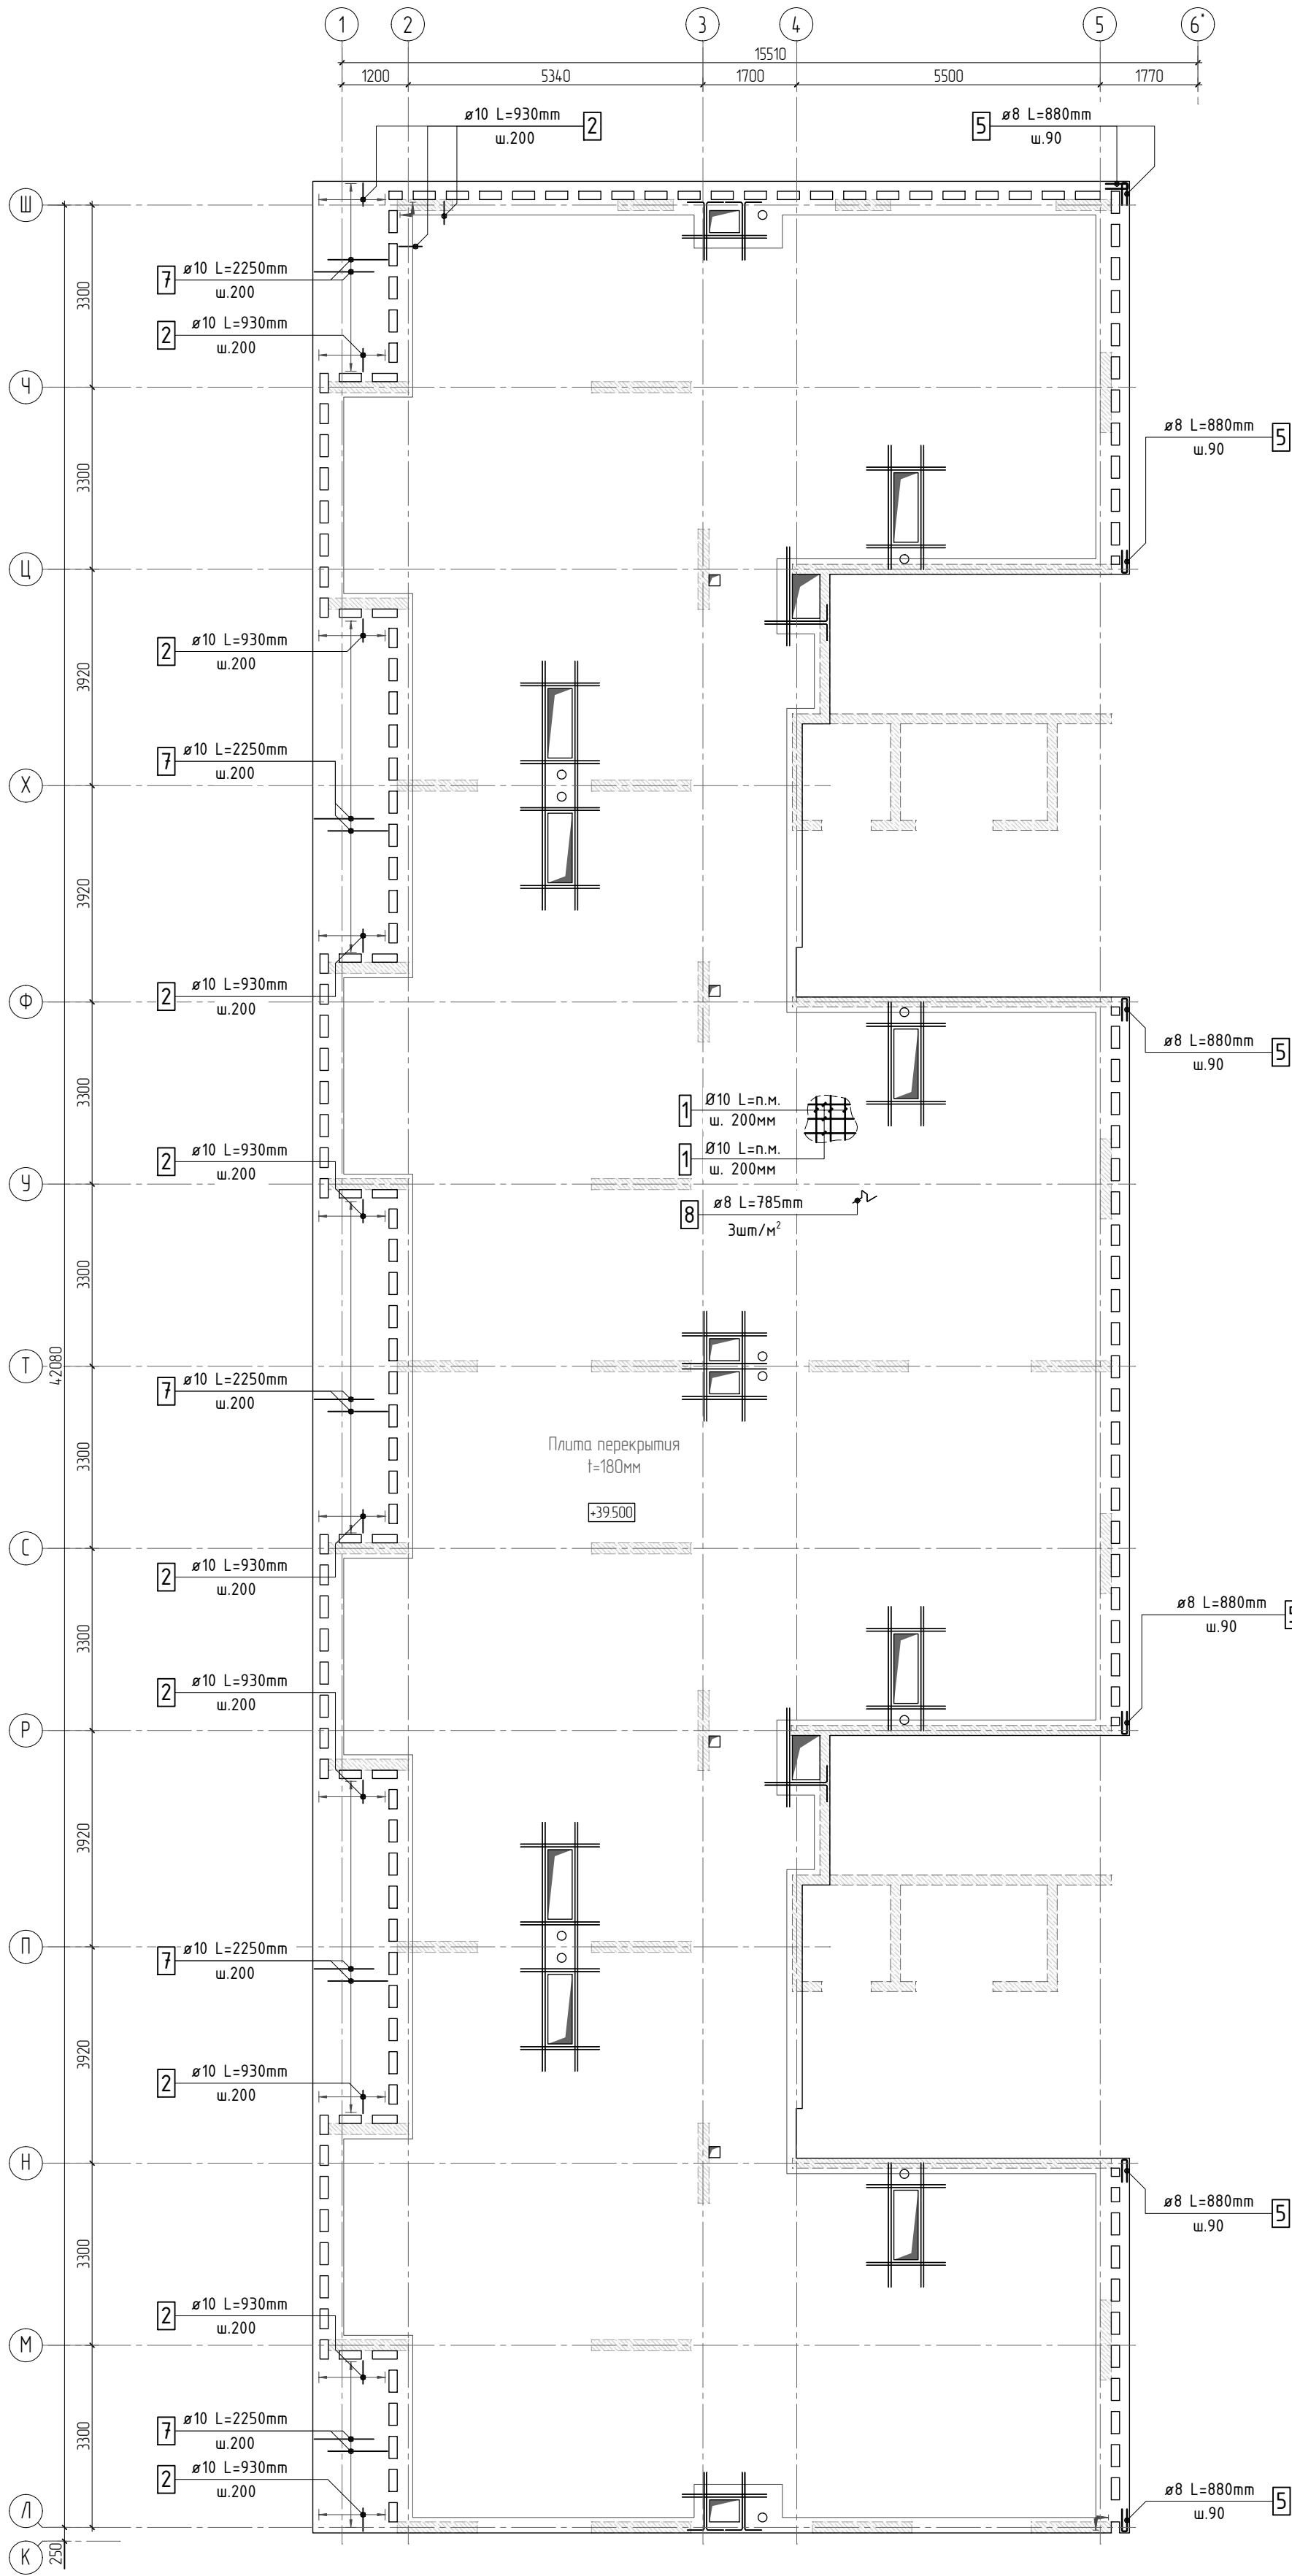 1 2 3 4 5 6*
15510
1200 5340 1700 5500 1770
ø10 L=930mm 2
ш.200
5 ø8 L=880mm
ш.90
Ш
3300
7 ø10 L=2250mm
ш.200
2 ø10 L=930mm
ш.200
Ч
ø8 L=880mm 5
ш.90
3300
Ц
2 ø10 L=930mm
ш.200
3920
7 ø10 L=2250mm
ш.200
Х
3920
2 ø10 L=930mm
ш.200
Ф
ø8 L=880mm 5
ш.90
3300
1 Ø10 L=п.м.
ш. 200мм
1 Ø10 L=п.м.
ш. 200мм
2 ø10 L=930mm
ш.200
У
8 ø8 L=785mm
3шт/м²
3300
Т
42080
7 ø10 L=2250mm
ш.200
3300
Плита перекрытия
t=180мм
+39.500
С
2 ø10 L=930mm
ш.200
ø8 L=880mm
ш.90
3300
2 ø10 L=930mm
ш.200
Р
3920
7 ø10 L=2250mm
ш.200
П
3920
2 ø10 L=930mm
ш.200
Н
ø8 L=880mm 5
ш.90
3300
2 ø10 L=930mm
ш.200
М
7 ø10 L=2250mm
ш.200
3300
2 ø10 L=930mm
ш.200
ø8 L=880mm 5
ш.90
Л
250
К